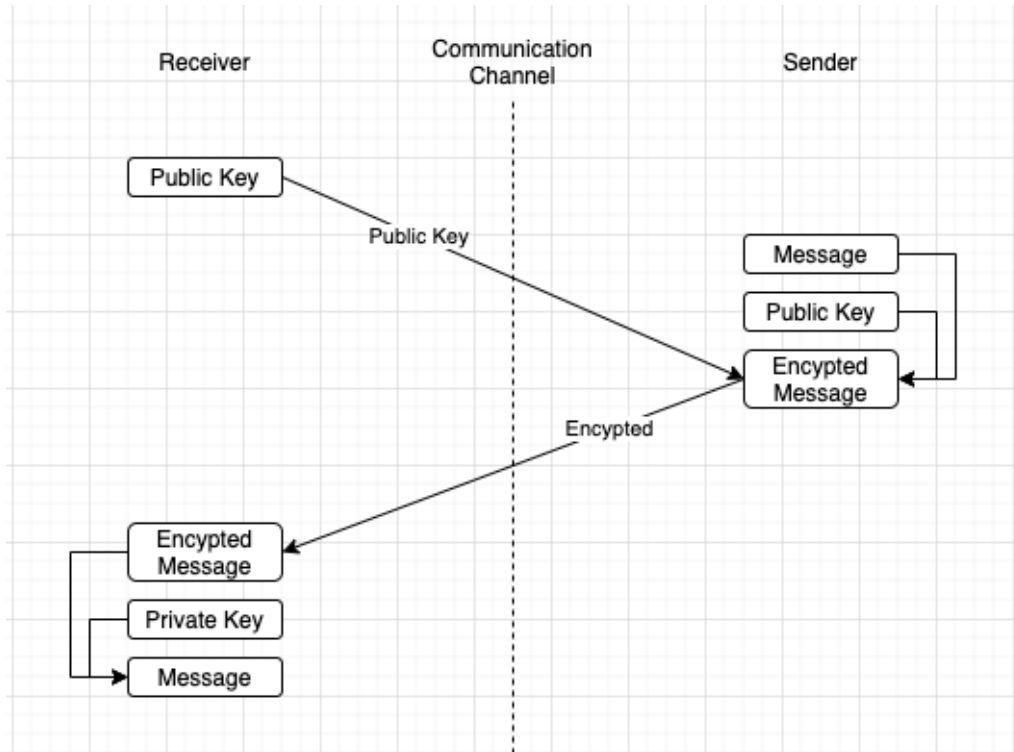 Receiver
Communication
Channel
Sender
Public Key
Public Key
Message
Public Key
Encypted
Message
Encypted
Encypted
Message
Private Key
Message